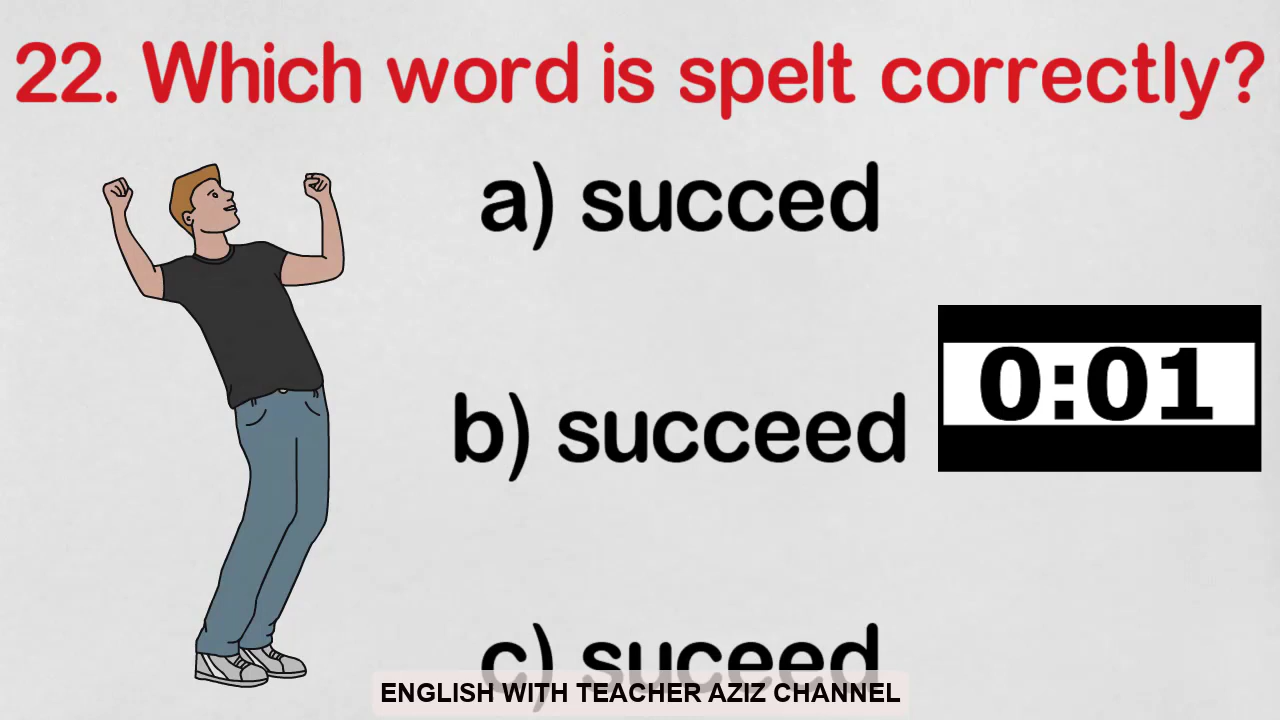 22. Which word is spelt correctly?
a) succed
b) succeed
0:01
c) suceed
ENGLISH WITH TEACHER AZIZ CHANNEL